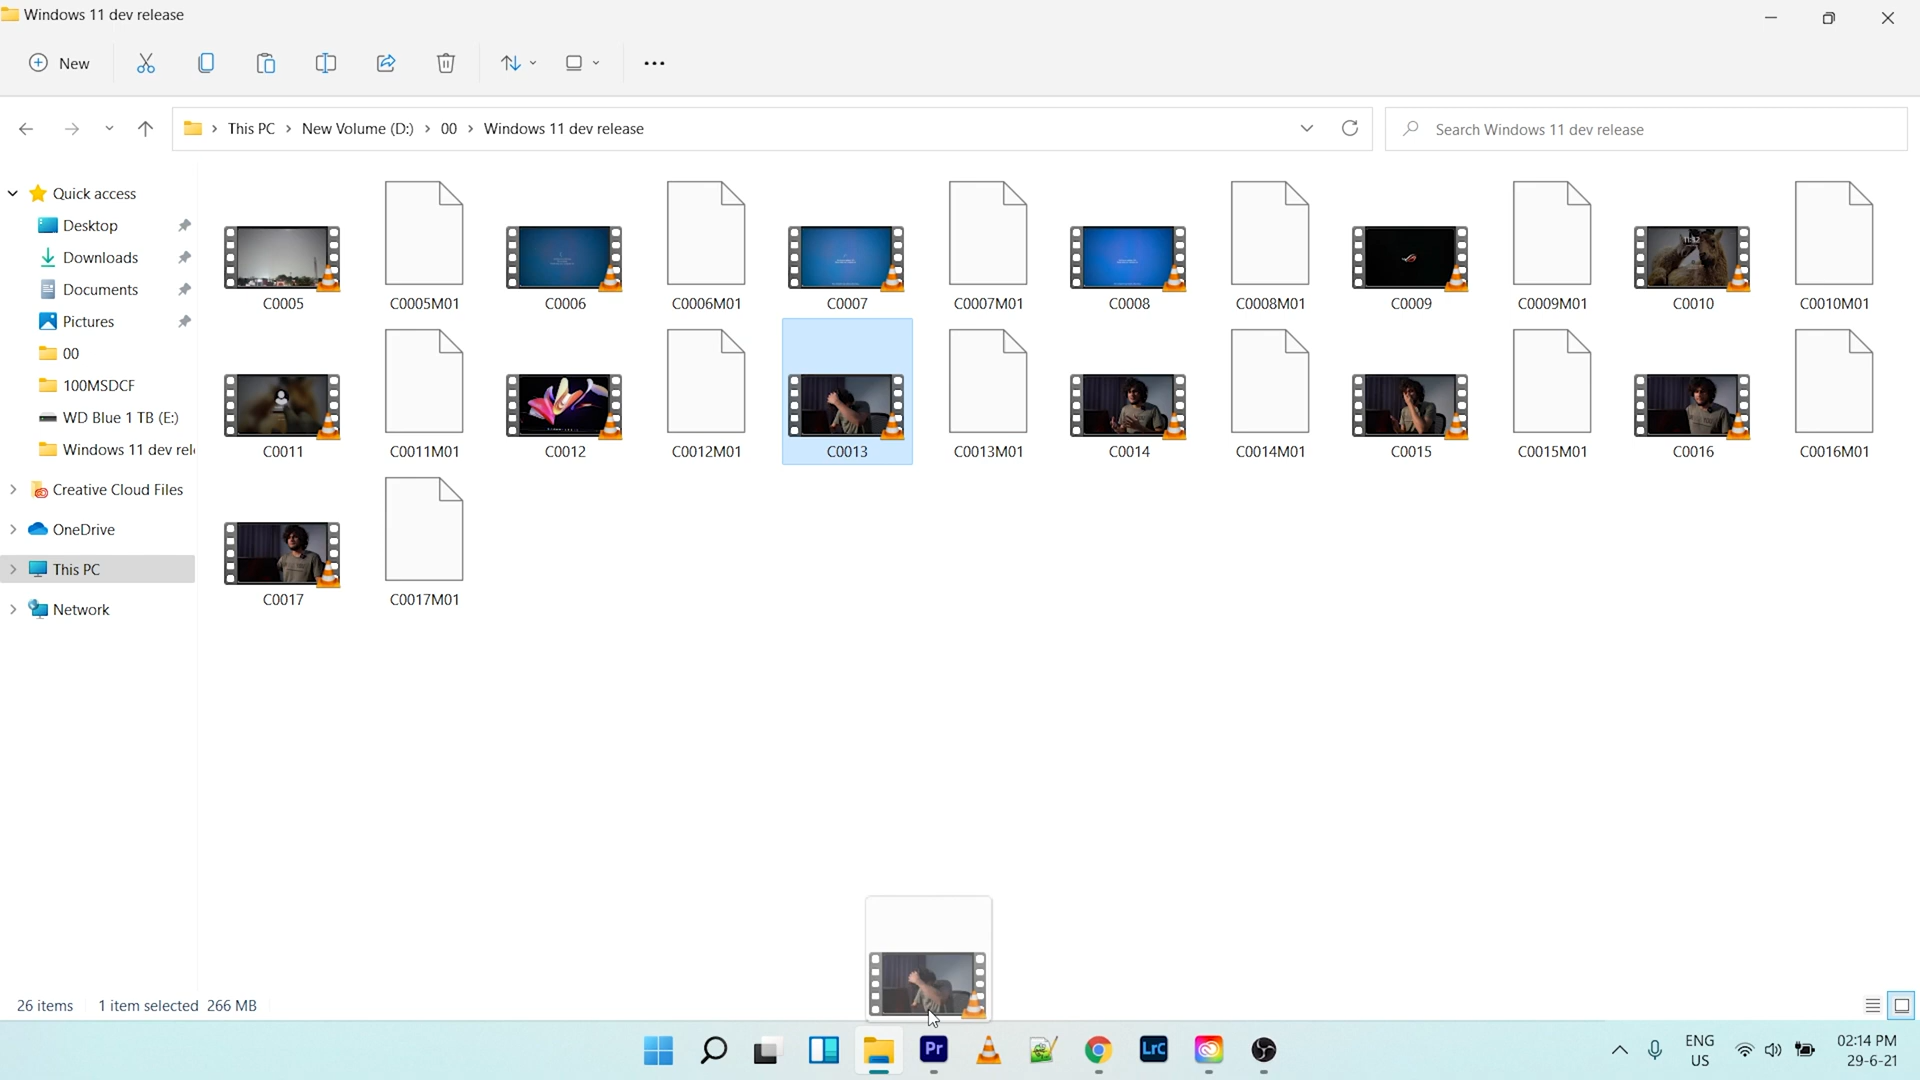 Windows 11 dev release
New
This PC > New Volume (D:) > 00 > Windows 11 dev release
Search Windows 11 dev release
Quick access
Desktop
Downloads
Documents
Pictures
00
100MSDCF
WD Blue 1 TB (E:)
Windows 11 dev rel
Creative Cloud Files
OneDrive
This PC
Network
C0005 C0005M01 C0006 C0006M01 C0007 C0007M01 C0008 C0008M01 C0009 C0009M01 C0010 C0010M01
C0011 C0011M01 C0012 C0012M01 C0013 C0013M01 C0014 C0014M01 C0015 C0015M01 C0016 C0016M01
C0017 C0017M01
26 items 1 item selected 266 MB
Pr LrC
ENG
US
02:14 PM
29-6-21